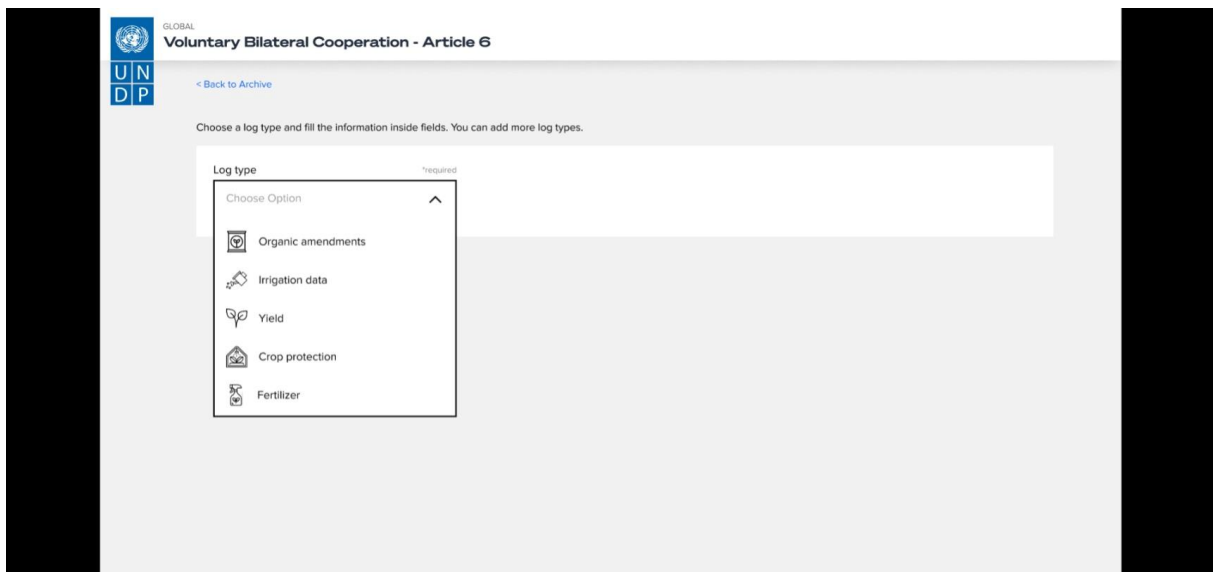 GLOBAL
Voluntary Bilateral Cooperation - Article 6
U N
D P
< Back to Archive
Choose a log type and fill the information inside fields. You can add more log types.
Log type *required
Choose Option
Organic amendments
Irrigation data
Yield
Crop protection
Fertilizer